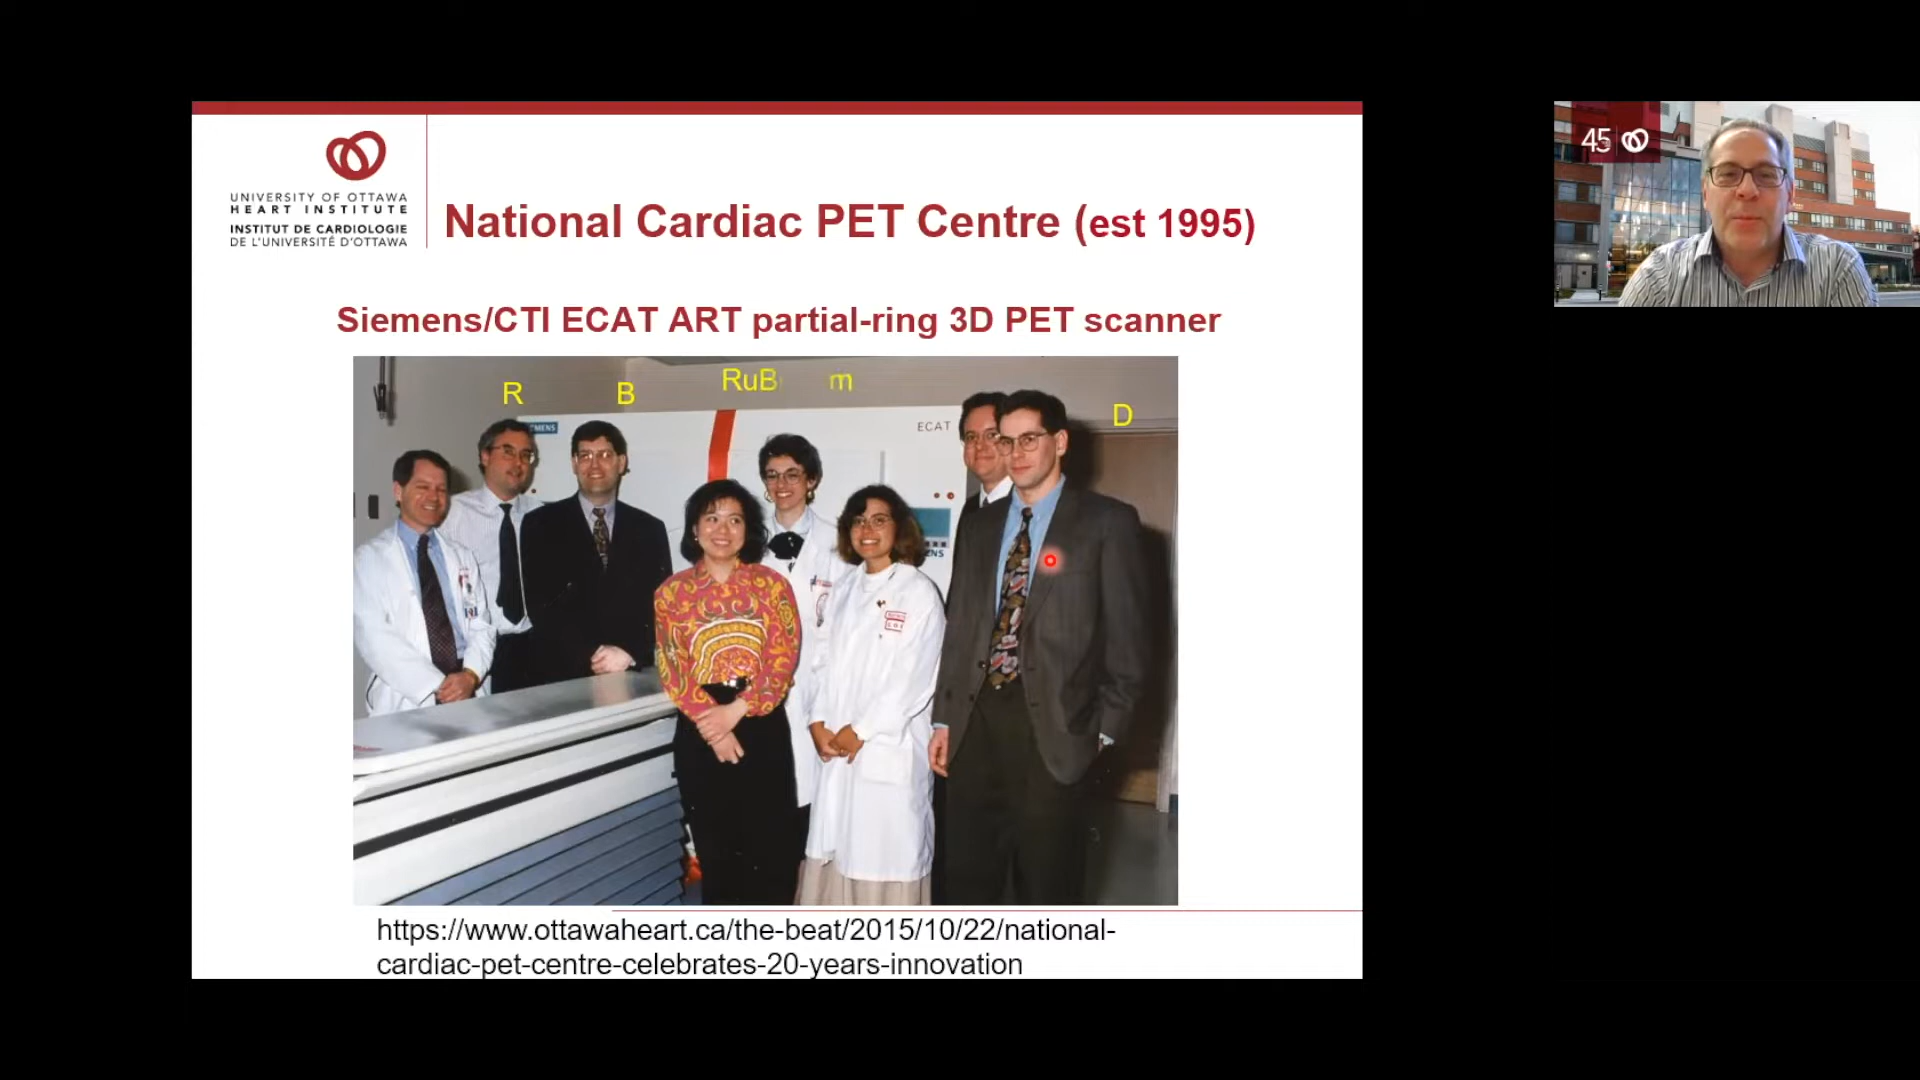 UNIVERSITY OF OTTAWA
HEART INSTITUTE
INSTITUT DE CARDIOLOGIE
DE L'UNIVERSITÉ D'OTTAWA
National Cardiac PET Centre (est 1995)
Siemens/CTI ECAT ART partial-ring 3D PET scanner
R
B
RuB
m
D
ECAT
https://www.ottawaheart.ca/the-beat/2015/10/22/national-
cardiac-pet-centre-celebrates-20-years-innovation
45